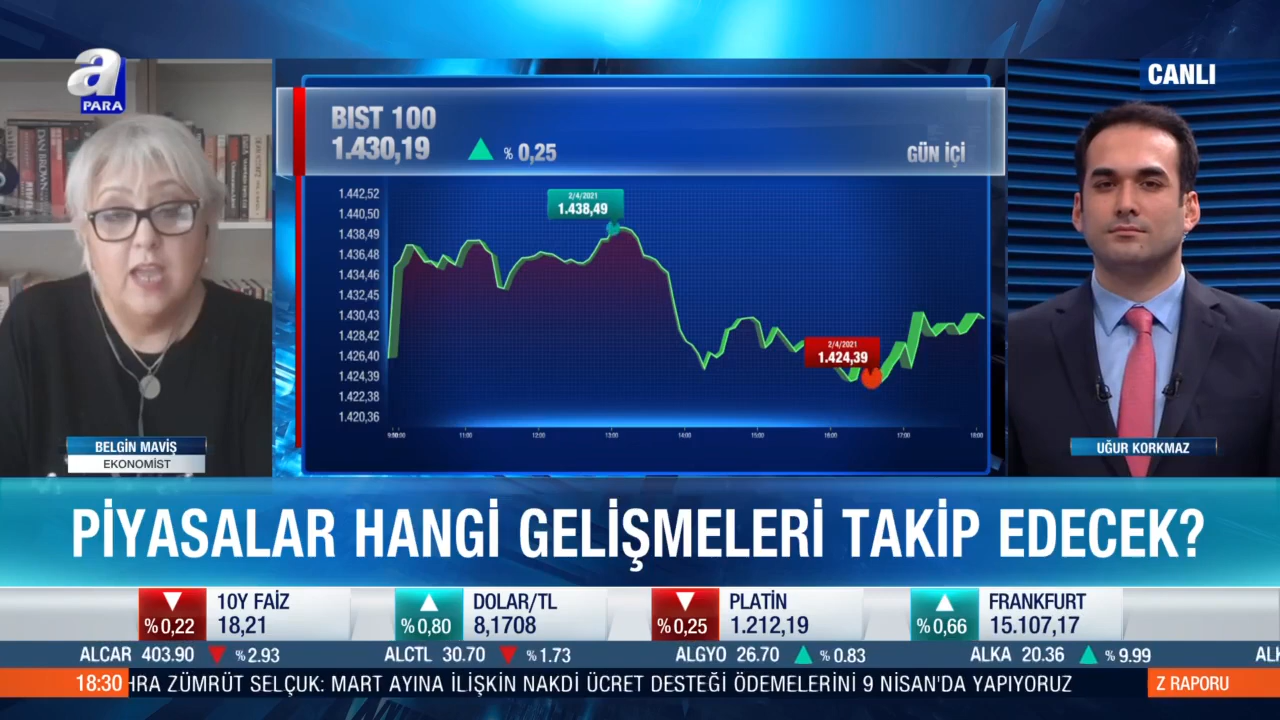 a
PARA
CANLI
DAN BROWN
BIST 100
1.430,19
% 0,25
GÜN İÇİ
1.442,52
1.440,50
1.438,49
1.436,48
1.434,46
1.432,45
1.430,43
1.428,42
1.426,40
1.424,39
1.422,38
1.420,36
2/4/2021
1.438,49
2/4/2021
1.424,39
11:00
12:00
13:00
14:00
15:00
16:00
17:00
18:00
BELGİN MAVİŞ
EKONOMİST
UĞUR KORKMAZ
PİYASALAR HANGİ GELİŞMELERİ TAKİP EDECEK?
% 0,22 10Y FAİZ 18,21
% 0,80 DOLAR/TL 8,1708
% 0,25 PLATİN 1.212,19
% 0,66 FRANKFURT 15.107,17
ALCAR 403.90 % 2.93 ALCTL 30.70 % 1.73 ALGYO 26.70 % 0.83 ALKA 20.36 % 9.99 ALK
18:30 HRA ZÜMRÜT SELÇUK: MART AYINA İLİŞKİN NAKDİ ÜCRET DESTEĞİ ÖDEMELERİNİ 9 NİSAN'DA YAPIYORUZ Z RAPORU